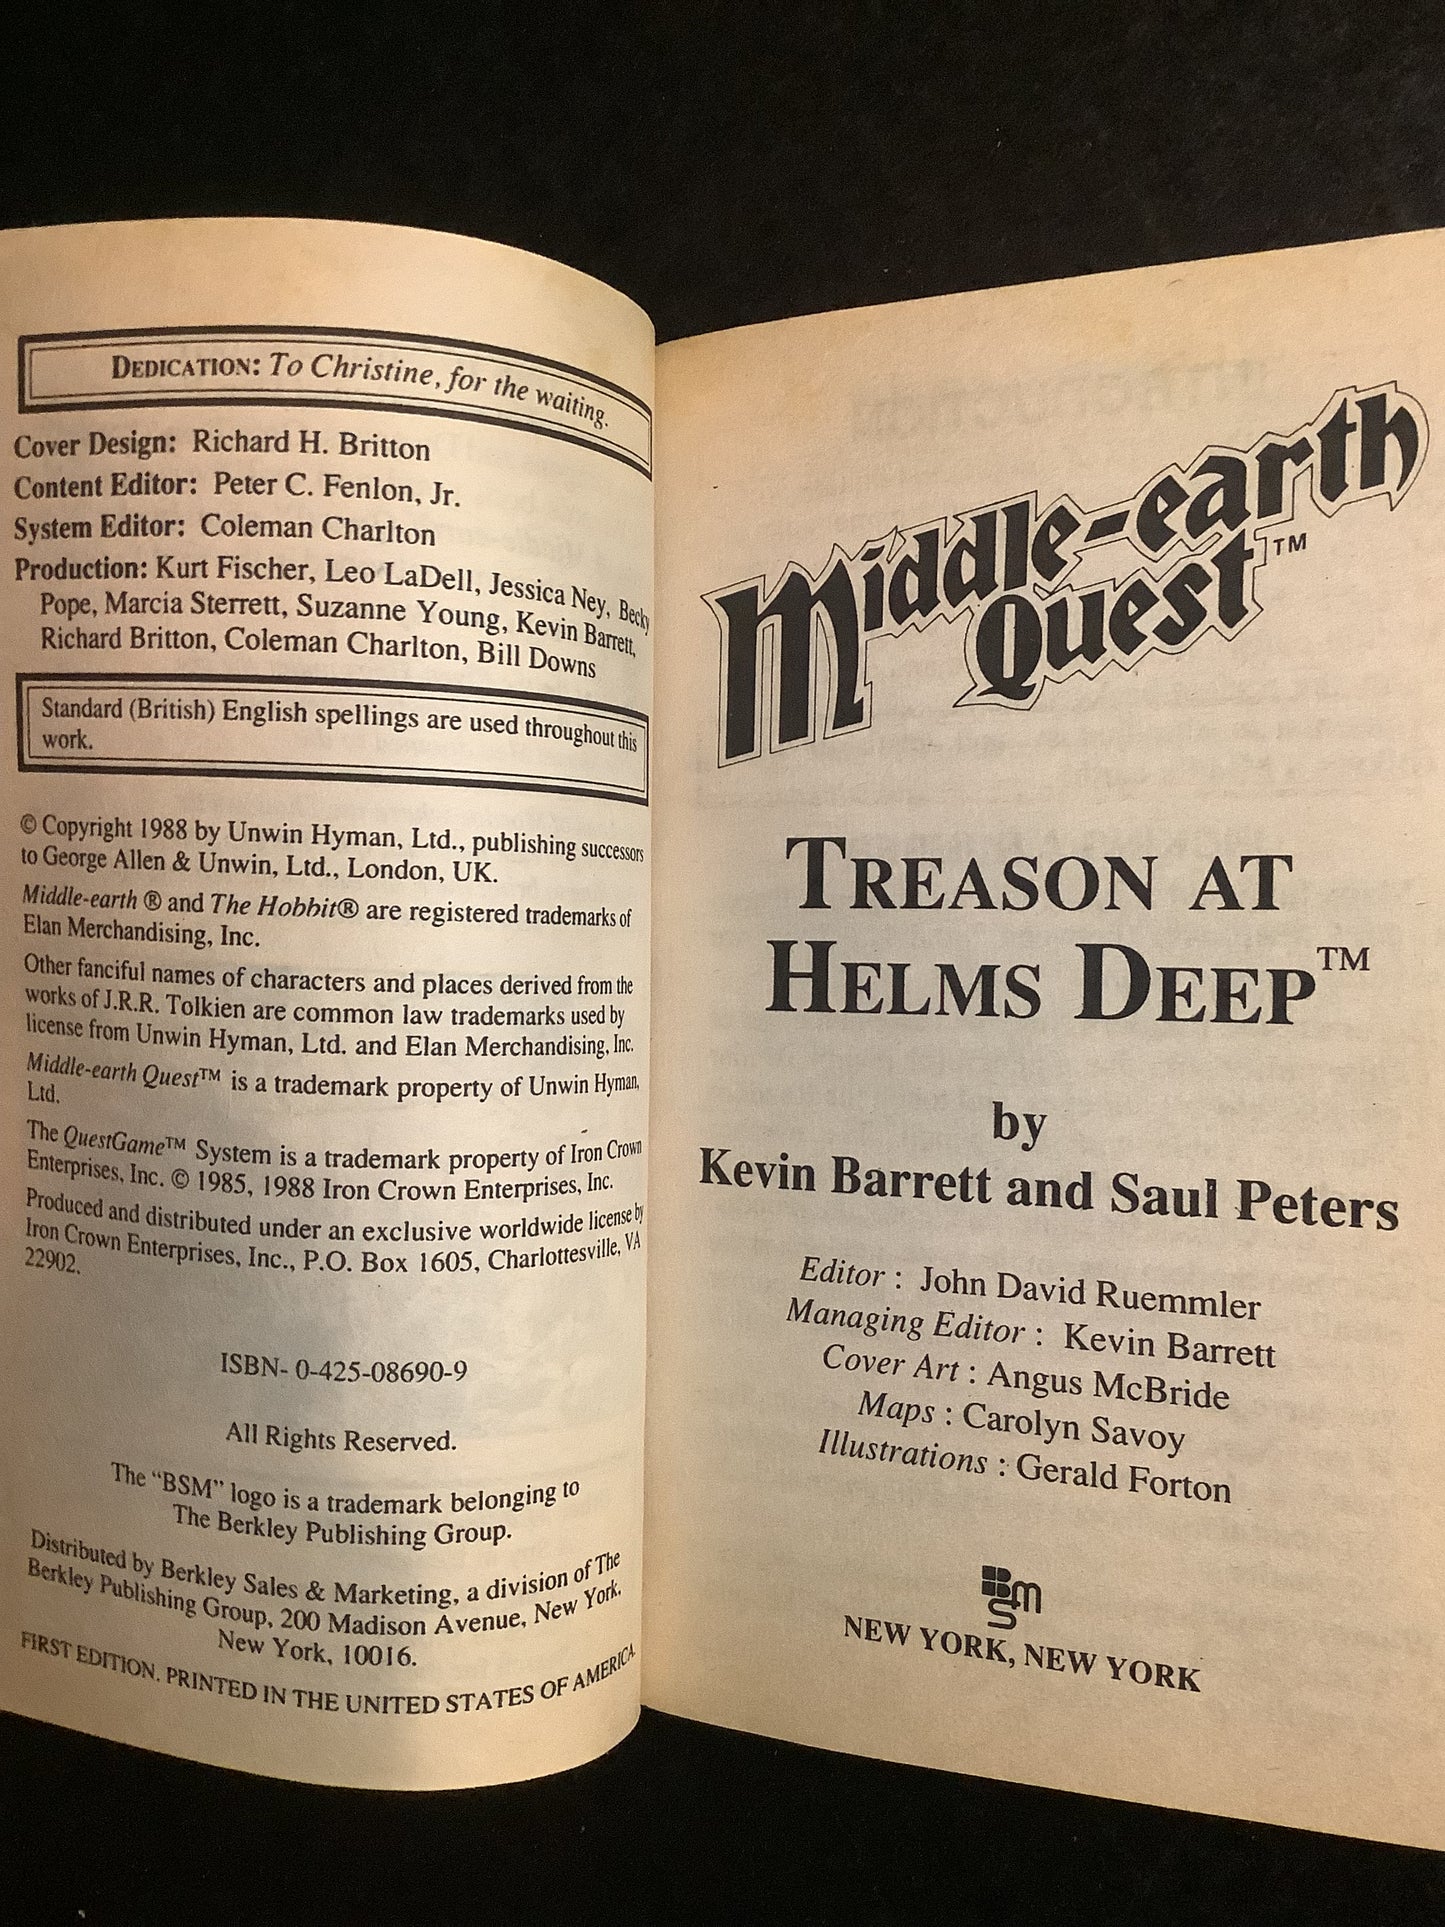 DEDICATION: To Christine, for the waiting.
Cover Design: Richard H. Britton
Content Editor: Peter C. Fenlon, Jr.
System Editor: Coleman Charlton
Production: Kurt Fischer, Leo LaDell, Jessica Ney, Becky
Pope, Marcia Sterrett, Suzanne Young, Kevin Barrett,
Richard Britton, Coleman Charlton, Bill Downs
Standard (British) English spellings are used throughout this
work.
© Copyright 1988 by Unwin Hyman, Ltd., publishing successors
to George Allen & Unwin, Ltd., London, UK.
Middle-earth ® and The Hobbit® are registered trademarks of
Elan Merchandising, Inc.
Other fanciful names of characters and places derived from the
works of J.R.R. Tolkien are common law trademarks used by
license from Unwin Hyman, Ltd. and Elan Merchandising, Inc.
Middle-earth Quest™ is a trademark property of Unwin Hyman,
Ltd.
The QuestGame™ System is a trademark property of Iron Crown
Enterprises, Inc. © 1985, 1988 Iron Crown Enterprises, Inc.
Produced and distributed under an exclusive worldwide license by
Iron Crown Enterprises, Inc., P.O. Box 1605, Charlottesville, VA
22902.
ISBN- 0-425-08690-9
All Rights Reserved.
The “BSM” logo is a trademark belonging to
The Berkley Publishing Group.
Distributed by Berkley Sales & Marketing, a division of The
Berkley Publishing Group, 200 Madison Avenue, New York,
New York, 10016.
FIRST EDITION. PRINTED IN THE UNITED STATES OF AMERICA
Middle-earth
Quest™
TREASON AT
HELMS DEEP™
by
Kevin Barrett and Saul Peters
Editor : John David Ruemmler
Managing Editor : Kevin Barrett
Cover Art : Angus McBride
Maps : Carolyn Savoy
Illustrations : Gerald Forton
BSM
NEW YORK, NEW YORK